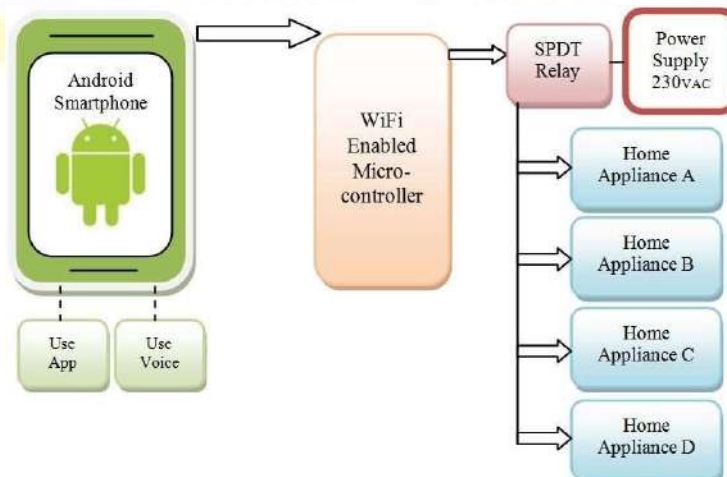 Android
Smartphone
WiFi
Enabled
Micro-
controller
SPDT
Relay
Power
Supply
230VAC
Home
Appliance A
Home
Appliance B
Home
Appliance C
Home
Appliance D
Use
App
Use
Voice